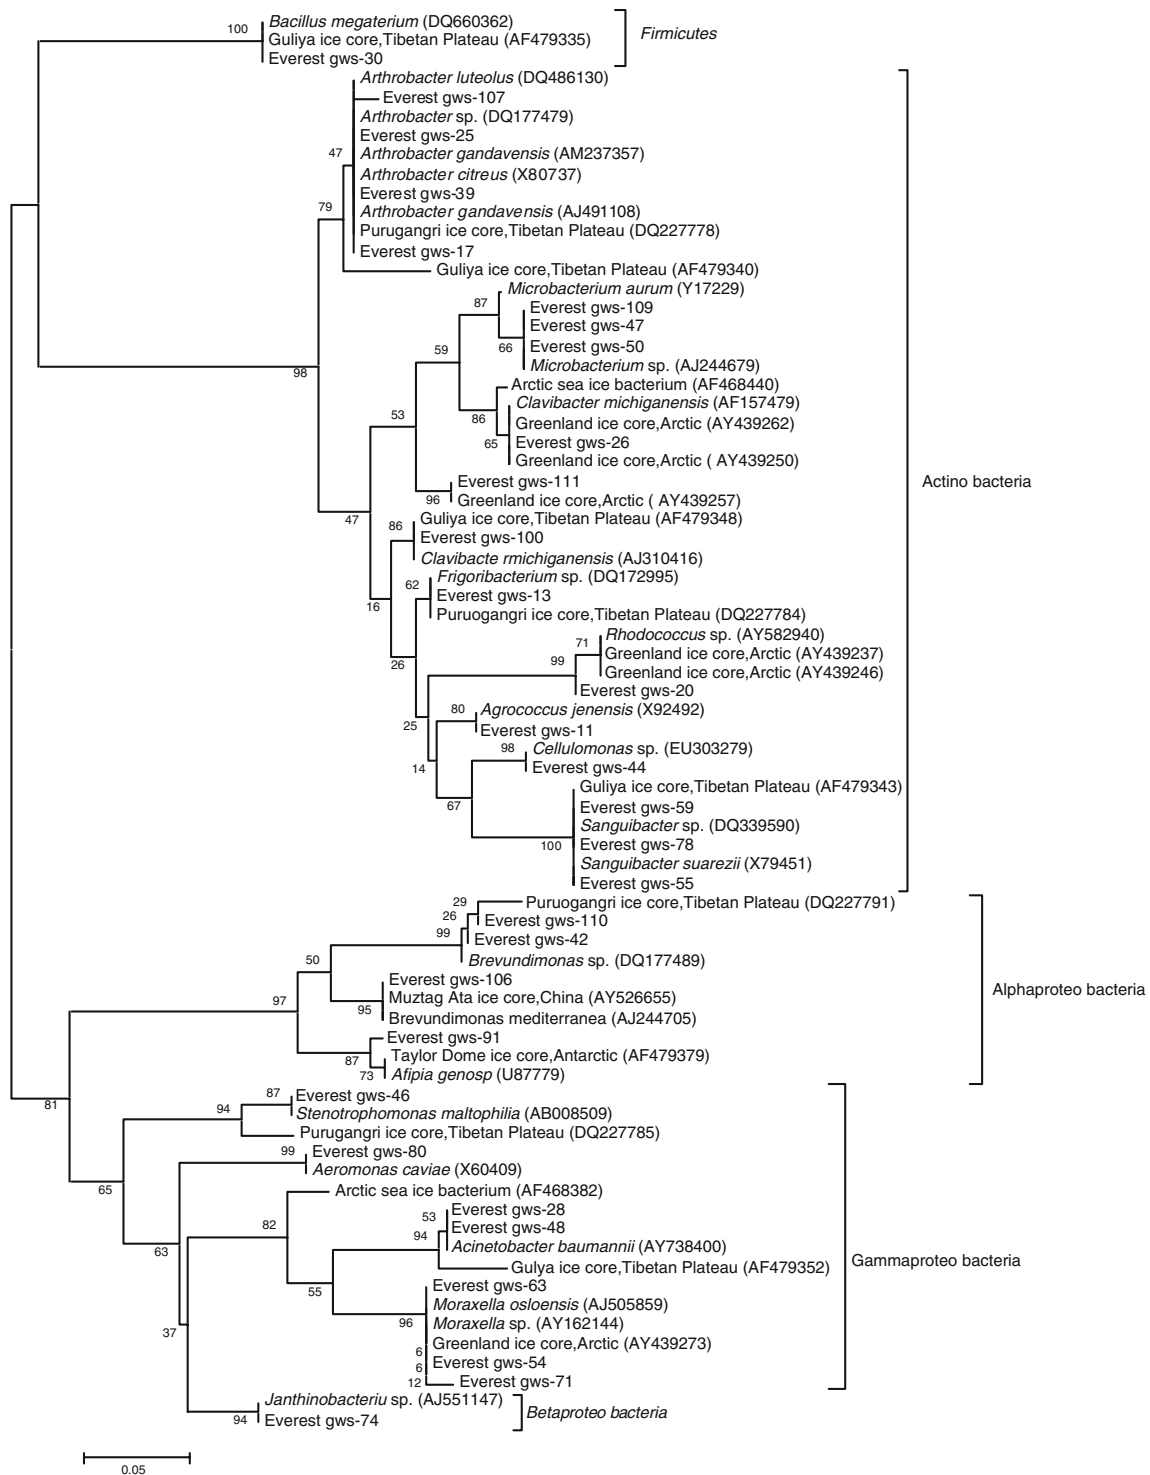 100
Bacillus megaterium (DQ660362)
Guliya ice core,Tibetan Plateau (AF479335)
Everest gws-30
Firmicutes
Arthrobacter luteolus (DQ486130)
Everest gws-107
Arthrobacter sp. (DQ177479)
Everest gws-25
47
Arthrobacter gandavensis (AM237357)
Arthrobacter citreus (X80737)
Everest gws-39
79
Arthrobacter gandavensis (AJ491108)
Purugangri ice core,Tibetan Plateau (DQ227778)
Everest gws-17
Guliya ice core,Tibetan Plateau (AF479340)
Microbacterium aurum (Y17229)
87
Everest gws-109
Everest gws-47
66
Everest gws-50
59
Microbacterium sp. (AJ244679)
98
Arctic sea ice bacterium (AF468440)
Clavibacter michiganensis (AF157479)
53
86
Greenland ice core,Arctic (AY439262)
65
Everest gws-26
Greenland ice core,Arctic ( AY439250)
Everest gws-111
Actino bacteria
96
Greenland ice core,Arctic ( AY439257)
47
86
Guliya ice core,Tibetan Plateau (AF479348)
Everest gws-100
Clavibacte rmichiganensis (AJ310416)
62
Frigoribacterium sp. (DQ172995)
Everest gws-13
16
Puruogangri ice core,Tibetan Plateau (DQ227784)
71
Rhodococcus sp. (AY582940)
Greenland ice core,Arctic (AY439237)
99
26
Greenland ice core,Arctic (AY439246)
Everest gws-20
80
Agrococcus jenensis (X92492)
25
Everest gws-11
98
Cellulomonas sp. (EU303279)
14
Everest gws-44
Guliya ice core,Tibetan Plateau (AF479343)
67
Everest gws-59
Sanguibacter sp. (DQ339590)
100
Everest gws-78
Sanguibacter suarezii (X79451)
Everest gws-55
29
Puruogangri ice core,Tibetan Plateau (DQ227791)
26
Everest gws-110
99
Everest gws-42
50
Brevundimonas sp. (DQ177489)
Everest gws-106
97
Muztag Ata ice core,China (AY526655)
Alphaproteo bacteria
95
Brevundimonas mediterranea (AJ244705)
Everest gws-91
87
Taylor Dome ice core,Antarctic (AF479379)
73
Afipia genosp (U87779)
81
87
Everest gws-46
94
Stenotrophomonas maltophilia (AB008509)
Purugangri ice core,Tibetan Plateau (DQ227785)
99
Everest gws-80
65
Aeromonas caviae (X60409)
Arctic sea ice bacterium (AF468382)
53
Everest gws-28
82
Everest gws-48
94
Acinetobacter baumannii (AY738400)
63
Gulya ice core,Tibetan Plateau (AF479352)
Gammaproteo bacteria
55
Everest gws-63
Moraxella osloensis (AJ505859)
96
Moraxella sp. (AY162144)
37
Greenland ice core,Arctic (AY439273)
6
Everest gws-54
6
12
Everest gws-71
Janthinobacteriu sp. (AJ551147)
94
Everest gws-74
Betaproteo bacteria
0.05